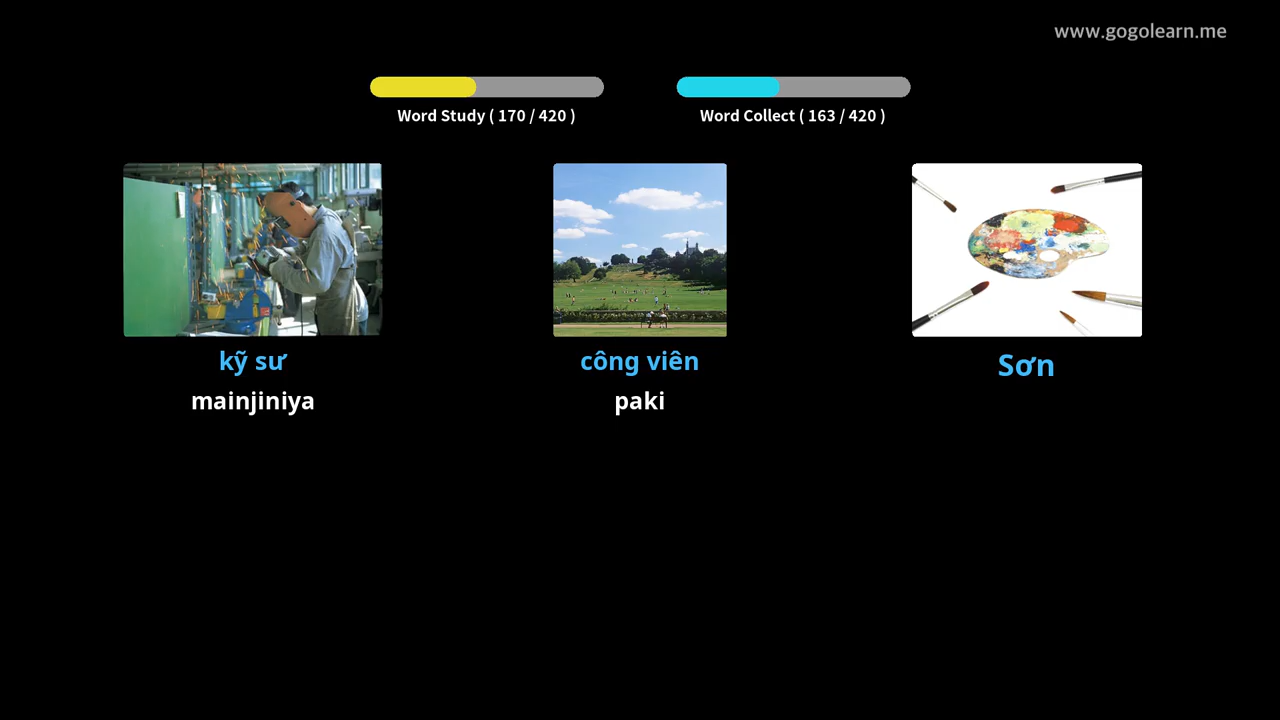 www.gogolearn.me
Word Study ( 170 / 420 )
Word Collect ( 163 / 420 )
kỹ sư
mainjiniya
công viên
paki
Sơn